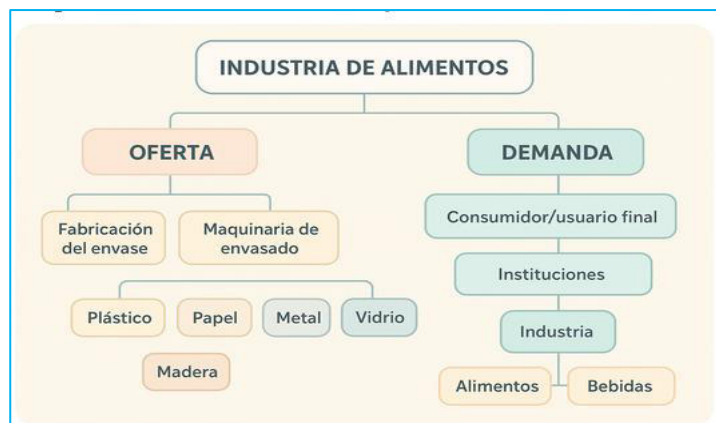 INDUSTRIA DE ALIMENTOS
OFERTA
DEMANDA
Fabricación
del envase
Maquinaria de
envasado
Consumidor/usuario final
Instituciones
Plástico
Papel
Metal
Vidrio
Industria
Madera
Alimentos
Bebidas